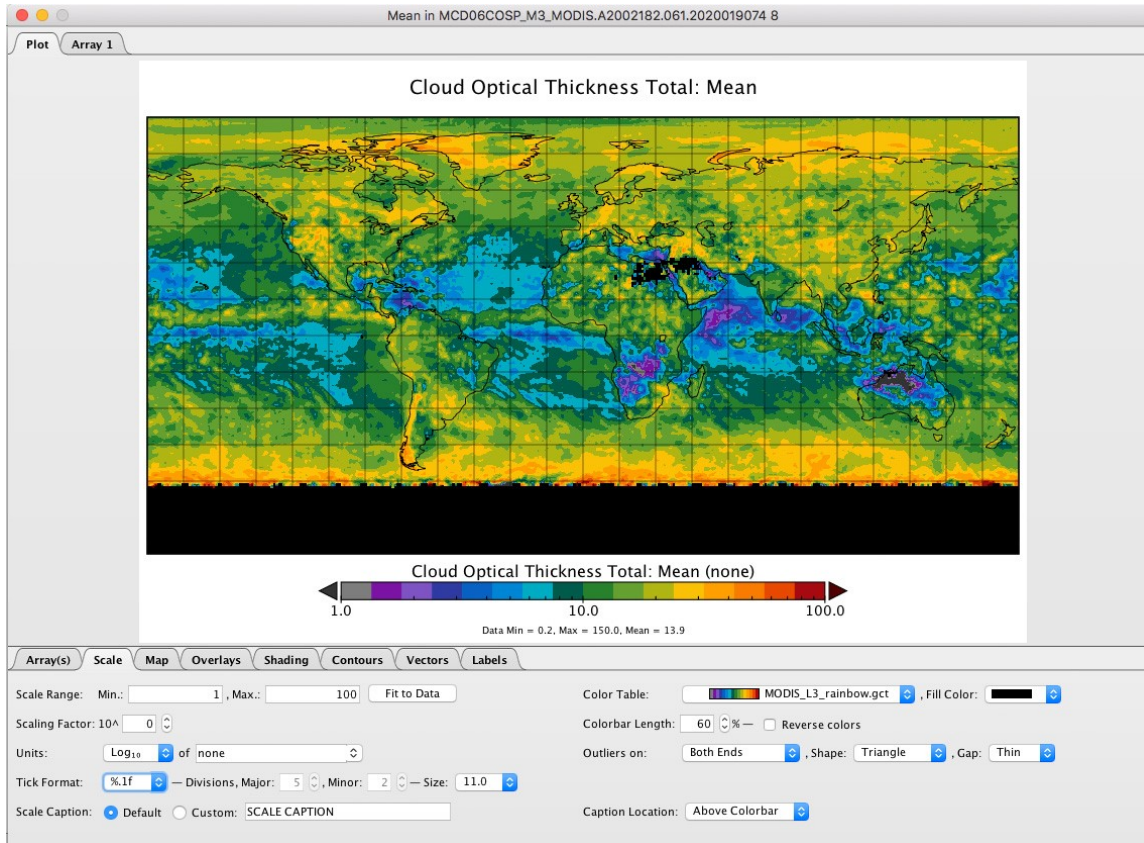 Mean in MCD06COSP_M3_MODIS.A2002182.061.2020019074 8
Plot Array 1
Cloud Optical Thickness Total: Mean
Cloud Optical Thickness Total: Mean (none)
1.0 10.0 100.0
Data Min = 0.2, Max = 150.0, Mean = 13.9
Array(s) Scale Map Overlays Shading Contours Vectors Labels
Scale Range: Min.: 1 , Max.: 100 Fit to Data Color Table: MODIS_L3_rainbow.gct , Fill Color:
Scaling Factor: 10^ 0 Colorbar Length: 60 % — Reverse colors
Units: Log10 of none Outliers on: Both Ends , Shape: Triangle , Gap: Thin
Tick Format: %.1f — Divisions, Major: 5 , Minor: 2 — Size: 11.0
Scale Caption: Default Custom: SCALE CAPTION Caption Location: Above Colorbar